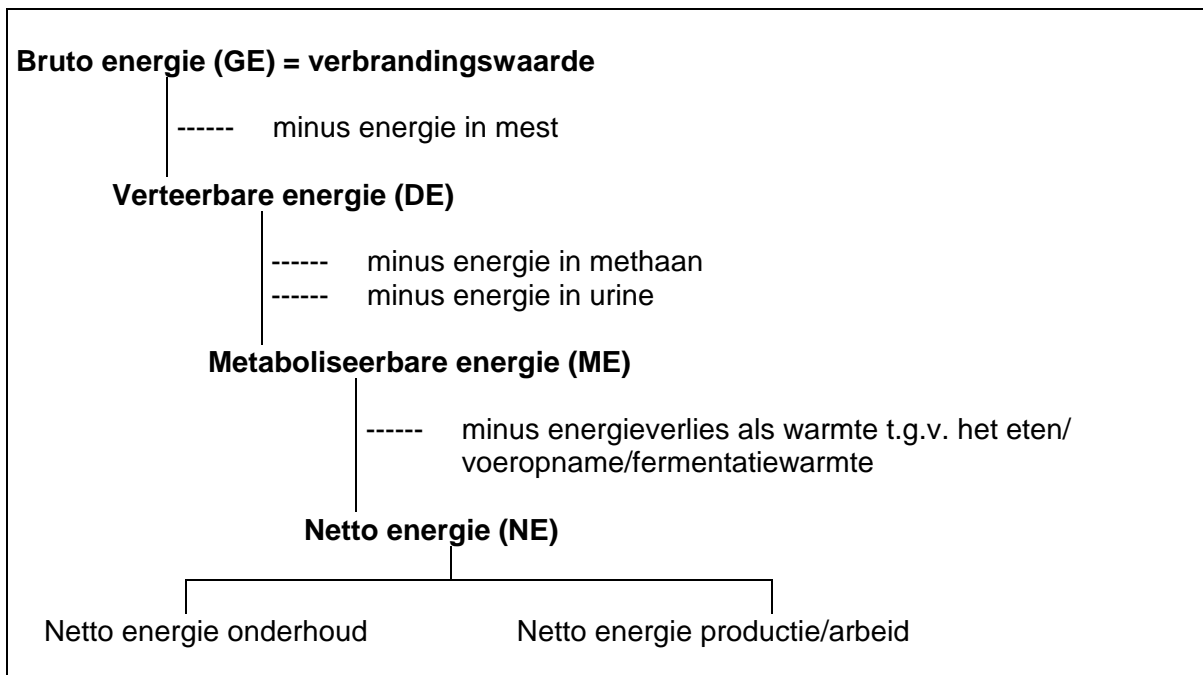 Bruto energie (GE) = verbrandingswaarde
------ minus energie in mest
Verteerbare energie (DE)
------ minus energie in methaan
------ minus energie in urine
Metaboliseerbare energie (ME)
------ minus energieverlies als warmte t.g.v. het eten/
voeropname/fermentatiewarmte
Netto energie (NE)
Netto energie onderhoud Netto energie productie/arbeid